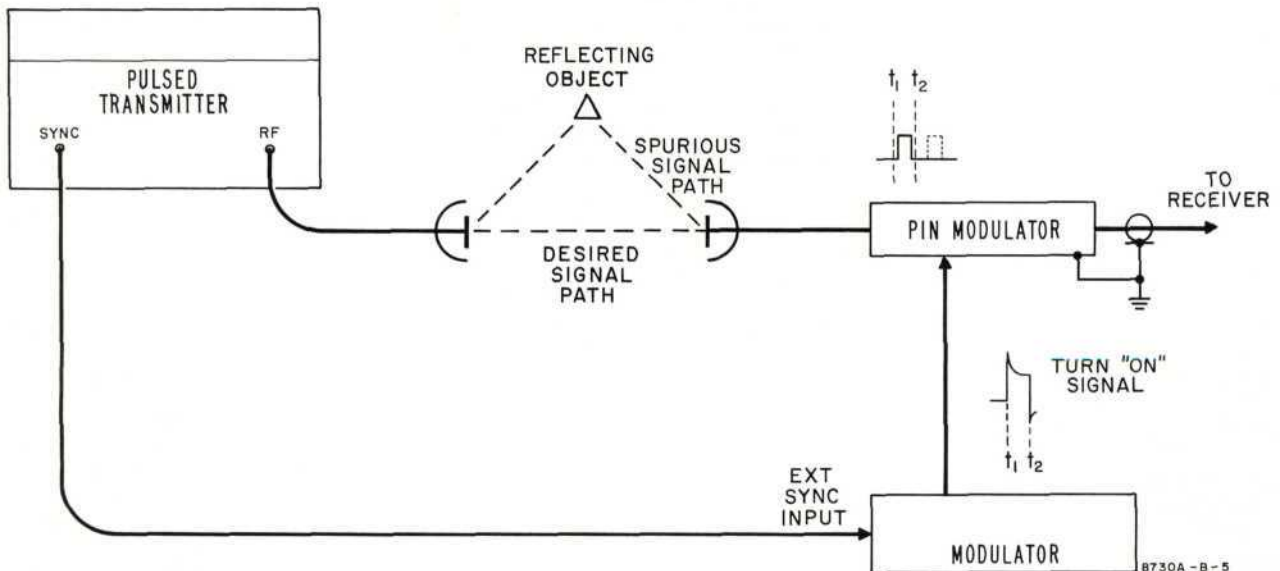 PULSED
TRANSMITTER
SYNC
RF
REFLECTING
OBJECT
SPURIOUS
SIGNAL
PATH
DESIRED
SIGNAL
PATH
t₁ t₂
PIN MODULATOR
TO
RECEIVER
TURN "ON"
SIGNAL
t₁ t₂
EXT
SYNC
INPUT
MODULATOR
8730A-B-5